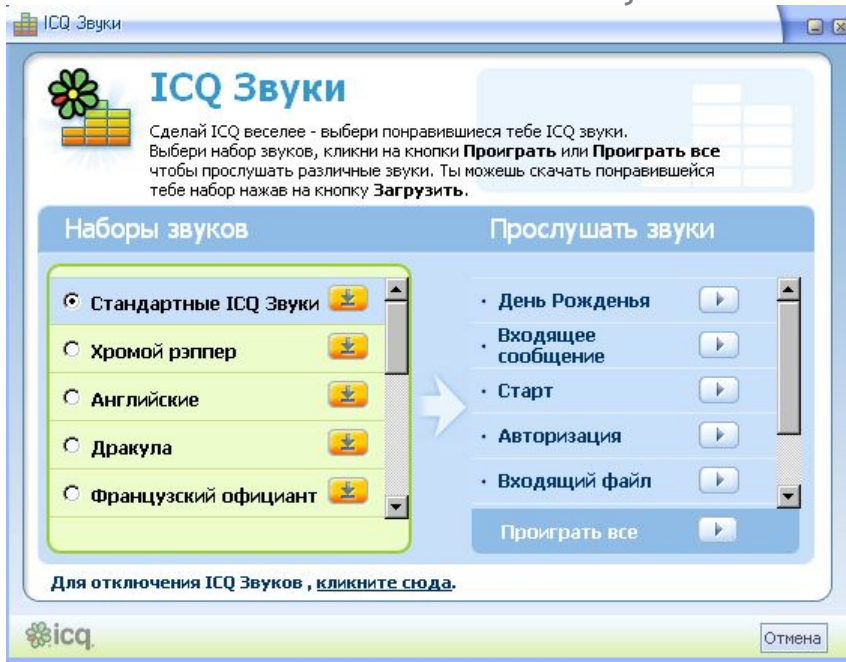 ICQ Звуки
ICQ Звуки
Сделай ICQ веселее - выбери понравившиеся тебе ICQ звуки.
Выбери набор звуков, кликни на кнопки Проиграть или Проиграть все
чтобы прослушать различные звуки. Ты можешь скачать понравившейся
тебе набор нажав на кнопку Загрузить.
Наборы звуков
Прослушать звуки
Стандартные ICQ Звуки
Хромой рэппер
Английские
Дракула
Французский официант
День Рожденья
Входящее
сообщение
Старт
Авторизация
Входящий файл
Проиграть все
Для отключения ICQ Звуков , кликните сюда.
icq
Отмена